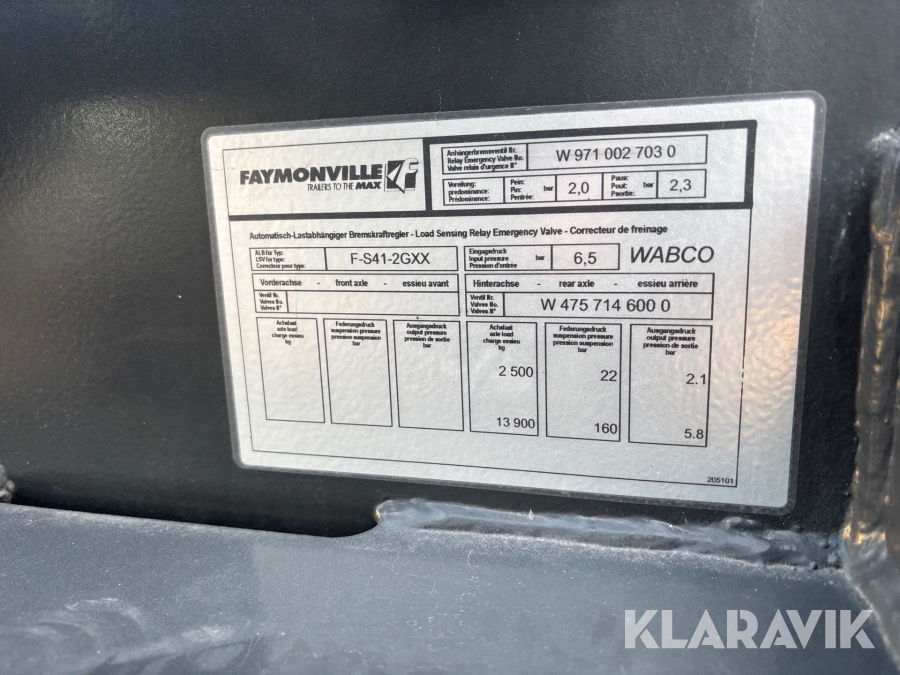 FAYMONVILLE
TRAILERS TO THE MAX
Anhängerbremsventil Nr.
Relay Emergency Valve No.
Valve relais d'urgence N°
W 971 002 703 0
Voreilung:
predominance:
Prédominance:
Pein:
Pin:
Pentrée:
bar
2,0
Paus:
Pout:
Psortie:
bar
2,3
Automatisch-Lastabhängiger Bremskraftregler - Load Sensing Relay Emergency Valve - Correcteur de freinage
ALB für Typ:
LSV for type:
Correcteur pour type:
F-S41-2GXX
Eingangsdruck
Input pressure
Pression d'entrée
bar
6,5
WABCO
Vorderachse - front axle - essieu avant
Hinterachse - rear axle - essieu arrière
Ventil Nr.
Valves No.
Valves N°
Ventil Nr.
Valves No.
Valves N°
W 475 714 600 0
Achslast
axle load
charge essieu
kg
Federungsdruck
suspension pressure
pression suspension
bar
Ausgangsdruck
output pressure
pression de sortie
bar
Achslast
axle load
charge essieu
kg
Federungsdruck
suspension pressure
pression suspension
bar
Ausgangsdruck
output pressure
pression de sortie
bar
2 500 22 2.1
13 900 160 5.8
205101
KLARAVIK